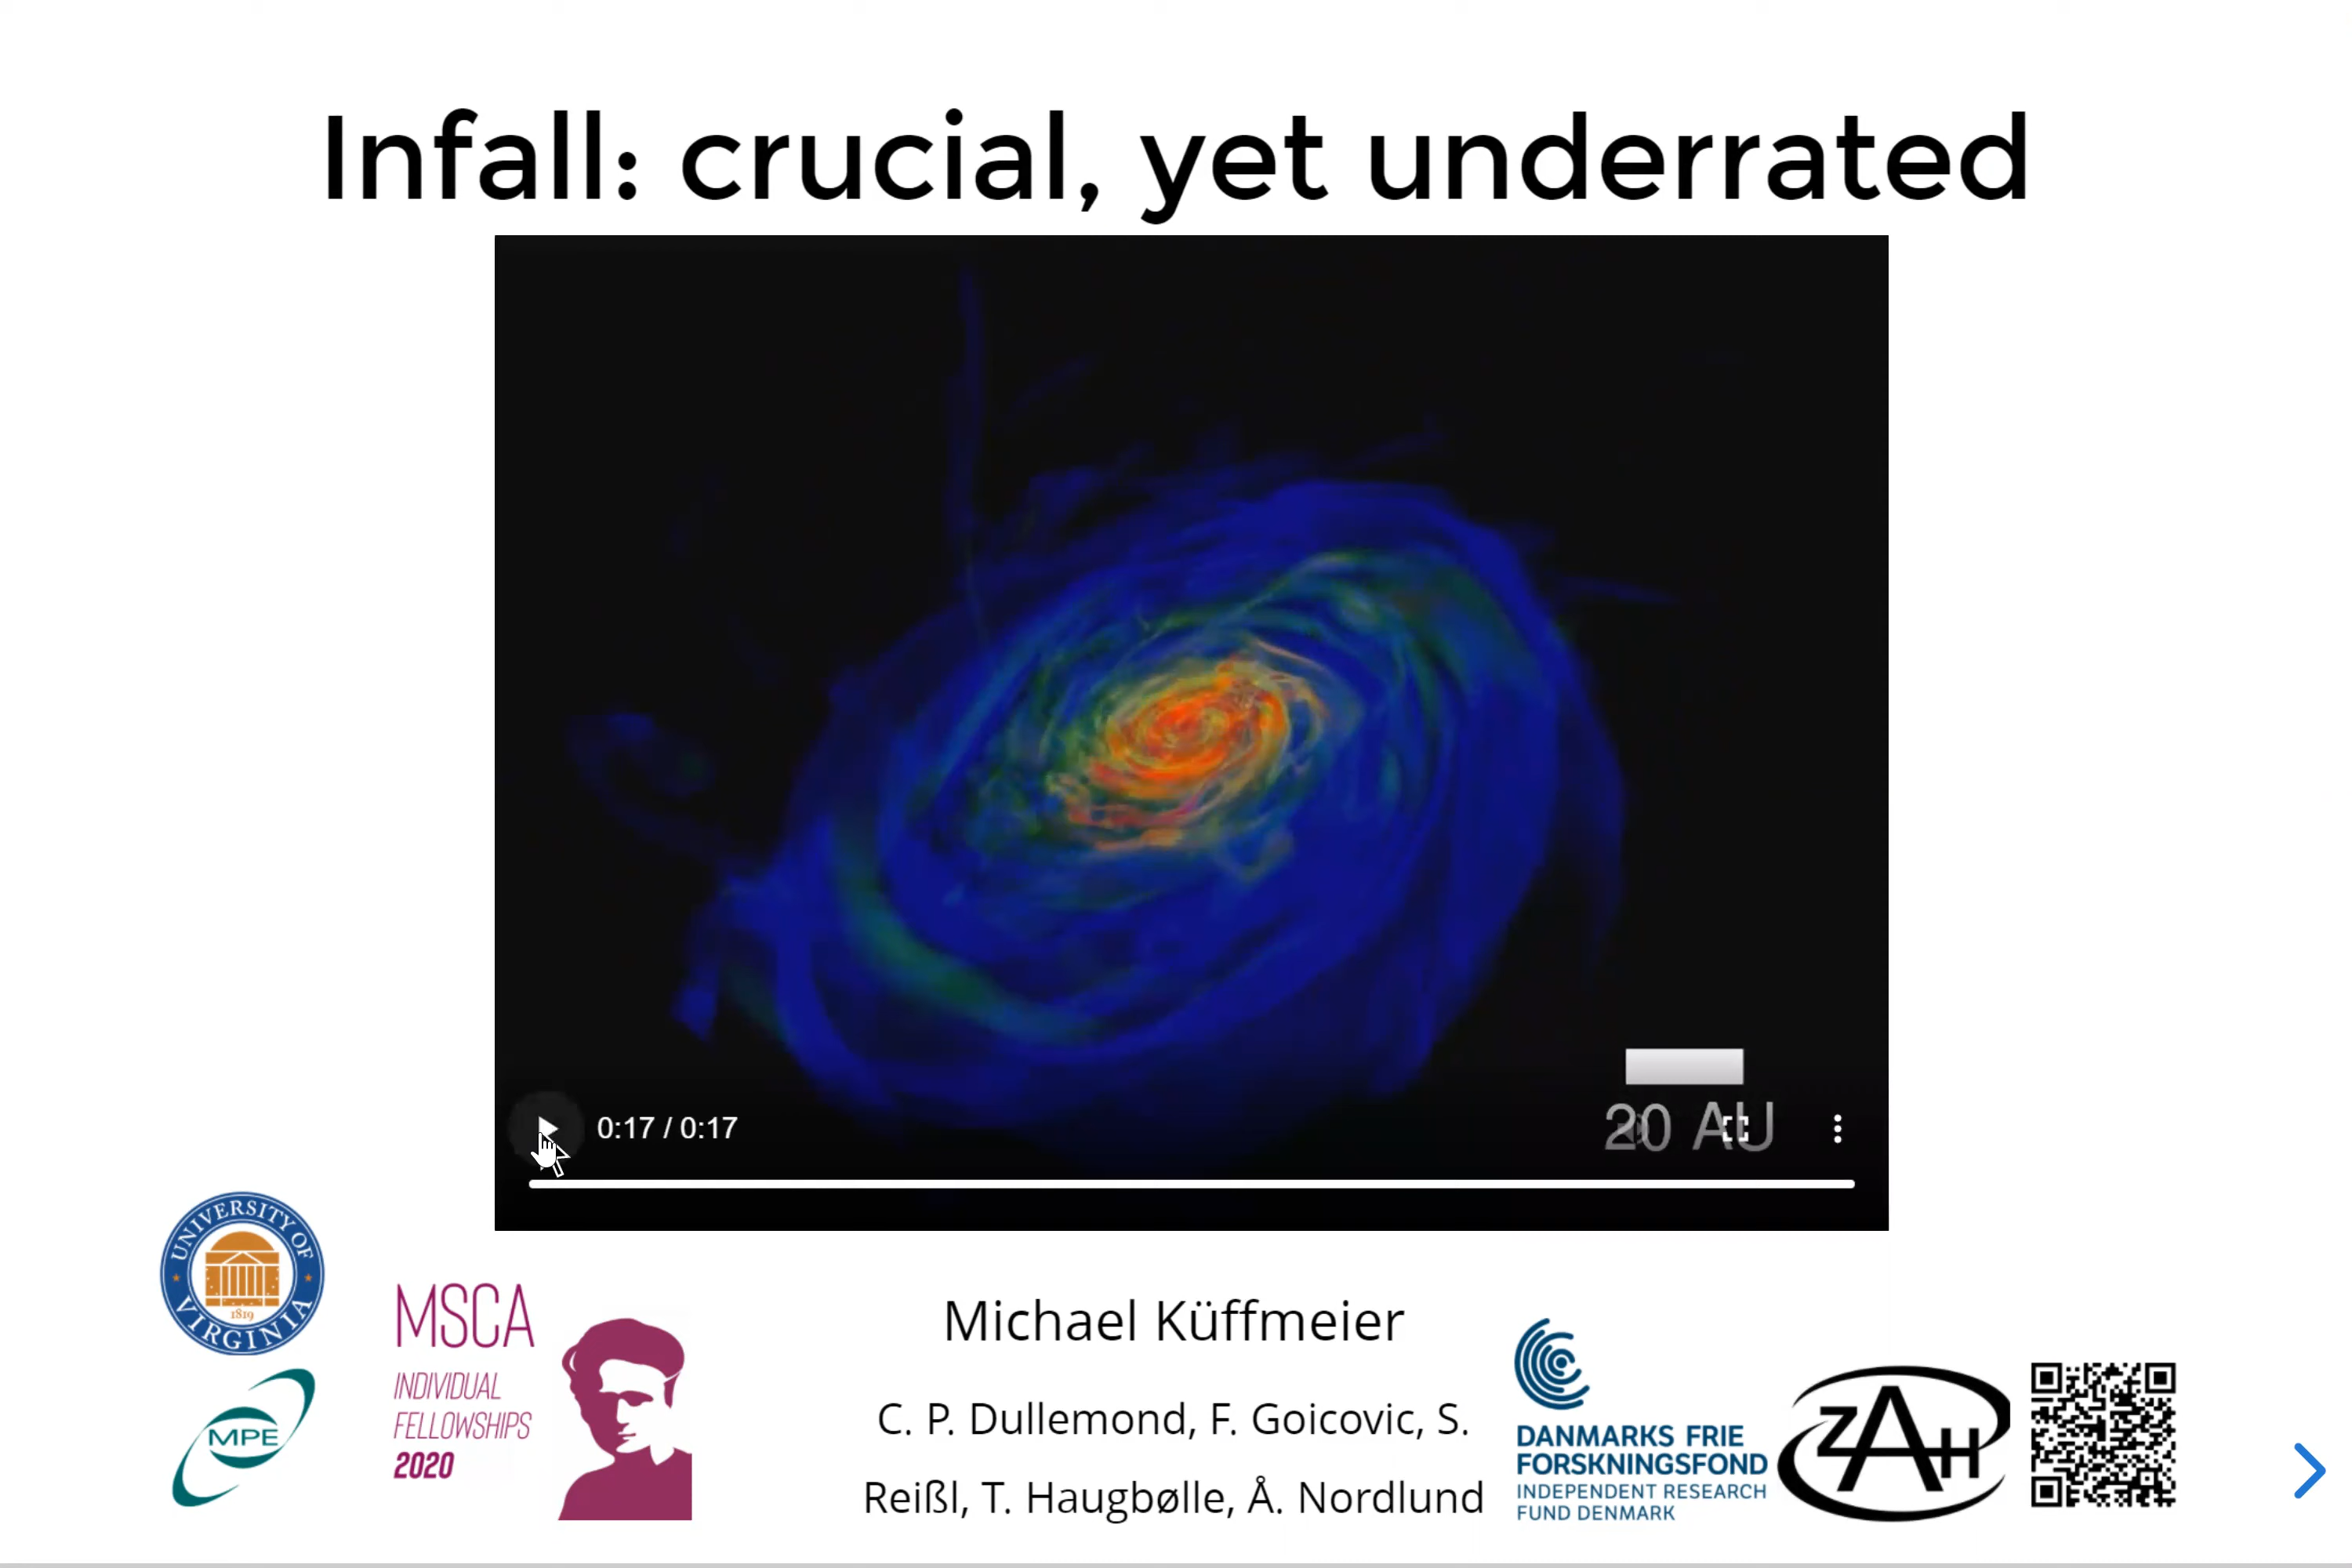 Infall: crucial, yet underrated
0:17 / 0:17
20 AU
UNIVERSITY OF
VIRGINIA
1819
MPE
MSCA
INDIVIDUAL
FELLOWSHIPS
2020
Michael Küffmeier
C. P. Dullemond, F. Goicovic, S.
Reißl, T. Haugbølle, Å. Nordlund
DANMARKS FRIE
FORSKNINGSFOND
INDEPENDENT RESEARCH
FUND DENMARK
ZAH